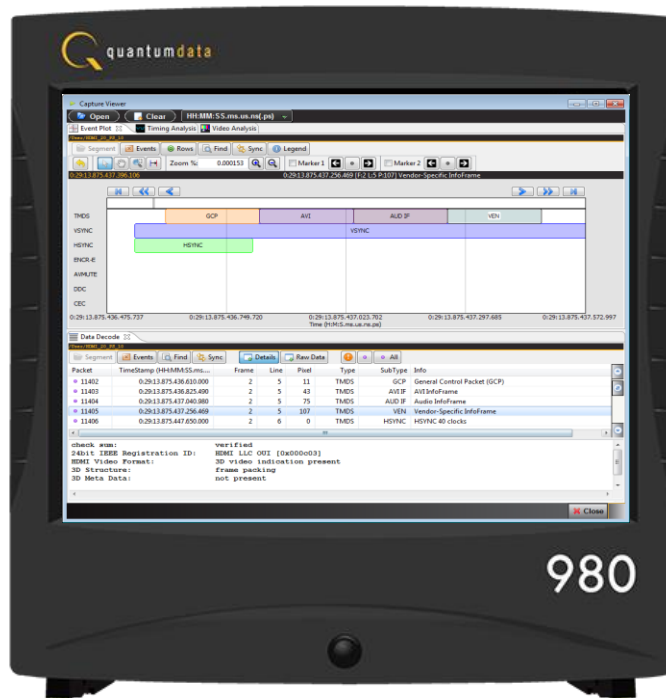 quantumdata
Capture Viewer
Open Clear HH:MM:SS.ms.us.ns(.ps)
Event Plot Timing Analysis Video Analysis
Segment Events Rows Find Sync Legend
Zoom %: 0.000153 Marker 1 Marker 2
0:29:13.875.437.396.106 0:29:13.875.437.256.469 [F:2 L:5 P:107] Vendor-Specific InfoFrame
TMDS GCP AVI AUD IF VEN
VSYNC VSYNC
HSYNC HSYNC
ENCR-E
AVMUTE
DDC
CEC
0:29:13.875.436.475.737 0:29:13.875.436.749.720 0:29:13.875.437.023.702 0:29:13.875.437.297.685 0:29:13.875.437.572.997
Time (H:M:S.ms.us.ns.ps)
Data Decode
Segment Events Find Sync Details Raw Data All
Packet TimeStamp (HH:MM:SS.ms.... Frame Line Pixel Type SubType Info
11402 0:29:13.875.436.610.000 2 5 11 TMDS GCP General Control Packet (GCP)
11403 0:29:13.875.436.825.490 2 5 43 TMDS AVI IF AVI InfoFrame
11404 0:29:13.875.437.040.980 2 5 75 TMDS AUD IF Audio InfoFrame
11405 0:29:13.875.437.256.469 2 5 107 TMDS VEN Vendor-Specific InfoFrame
11406 0:29:13.875.447.650.000 2 6 0 TMDS HSYNC HSYNC 40 clocks
check sum: verified
24bit IEEE Registration ID: HDMI LLC OUI [0x000c03]
HDMI Video Format: 3D video indication present
3D Structure: frame packing
3D Meta Data: not present
Close
980